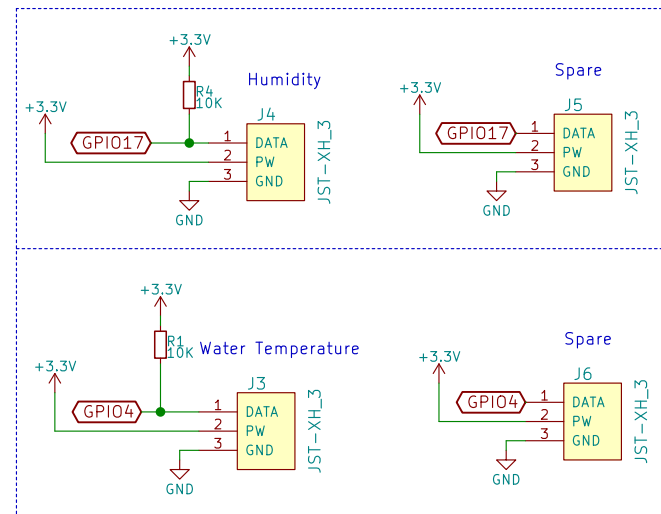 +3.3V
Humidity
Spare
R4
10K
+3.3V
+3.3V
J4
J5
GPIO17
1 DATA
2 PW
3 GND
JST-XH_3
GND
GPIO17
1 DATA
2 PW
3 GND
JST-XH_3
GND
+3.3V
R1
10K
Water Temperature
Spare
+3.3V
+3.3V
J3
J6
GPIO4
1 DATA
2 PW
3 GND
JST-XH_3
GND
GPIO4
1 DATA
2 PW
3 GND
JST-XH_3
GND